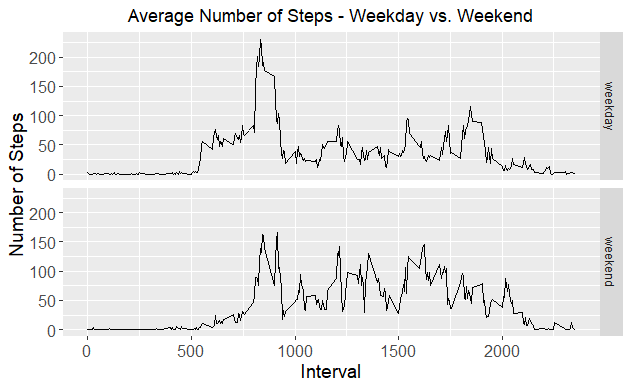 Average Number of Steps - Weekday vs. Weekend
Number of Steps
200
150
100
50
0
weekday
200
150
100
50
0
weekend
0 500 1000 1500 2000
Interval